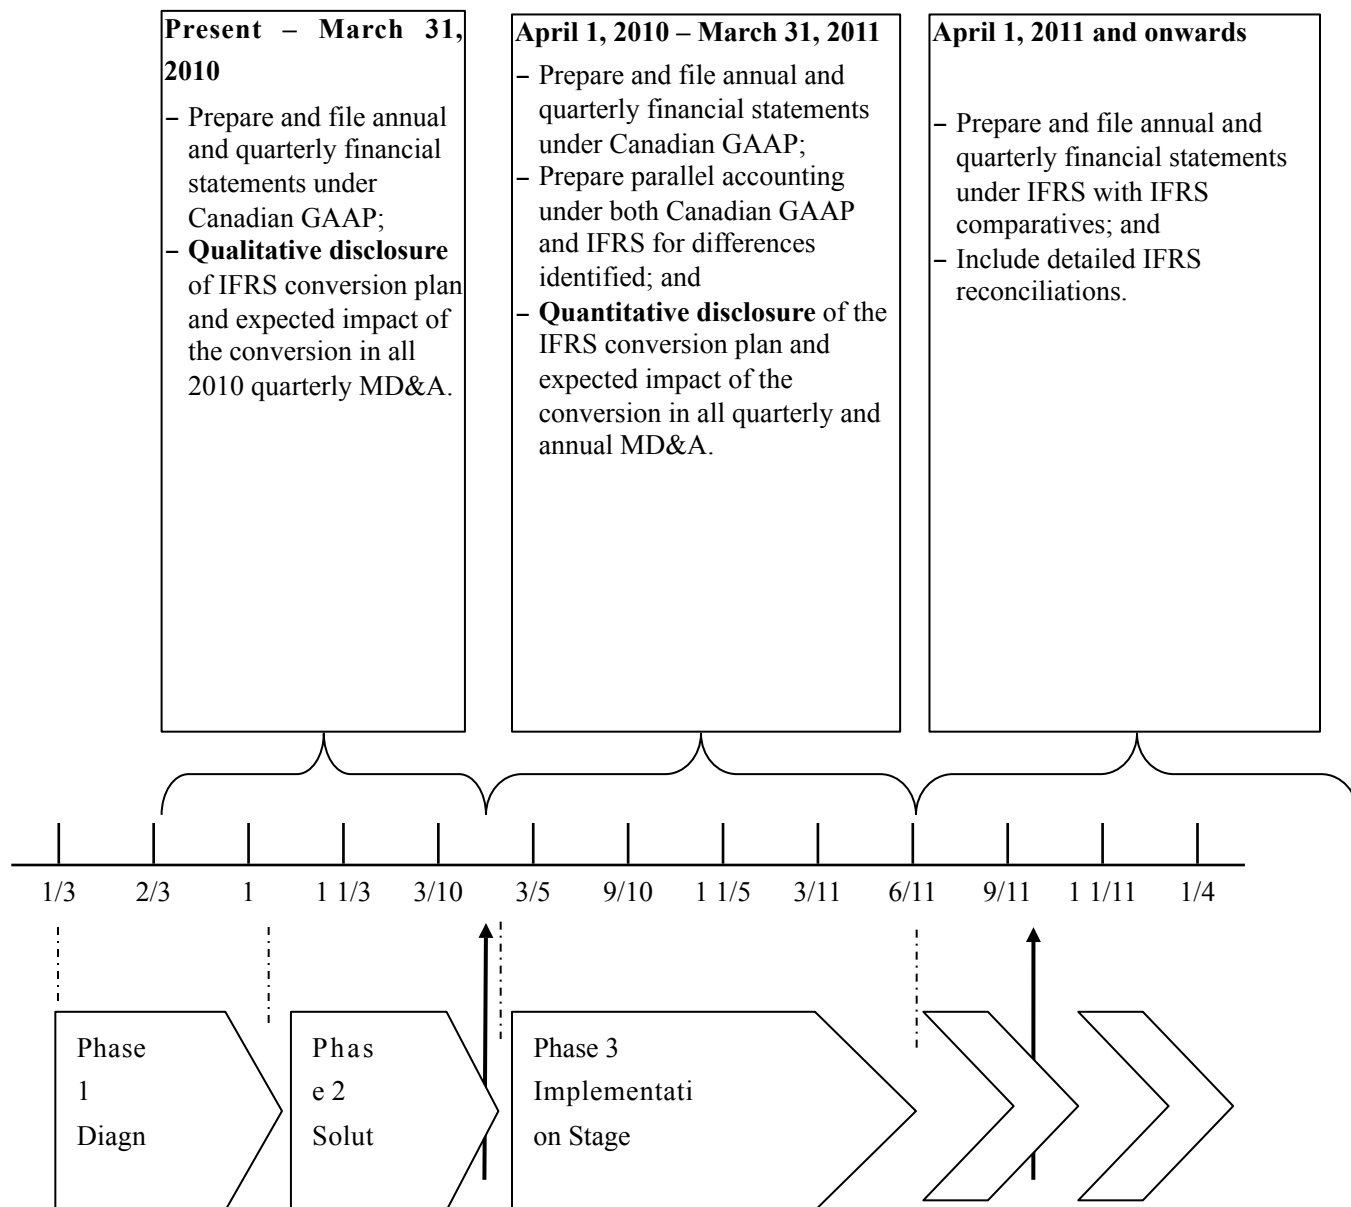 Present – March 31,
2010
– Prepare and file annual
and quarterly financial
statements under
Canadian GAAP;
– Qualitative disclosure
of IFRS conversion plan
and expected impact of
the conversion in all
2010 quarterly MD&A.
April 1, 2010 – March 31, 2011
– Prepare and file annual and
quarterly financial statements
under Canadian GAAP;
– Prepare parallel accounting
under both Canadian GAAP
and IFRS for differences
identified; and
– Quantitative disclosure of the
IFRS conversion plan and
expected impact of the
conversion in all quarterly and
annual MD&A.
April 1, 2011 and onwards
– Prepare and file annual and
quarterly financial statements
under IFRS with IFRS
comparatives; and
– Include detailed IFRS
reconciliations.
1/3 2/3 1 1 1/3 3/10 3/5 9/10 1 1/5 3/11 6/11 9/11 1 1/11 1/4
Phase
1
Diagn
Phas
e 2
Solut
Phase 3
Implementati
on Stage